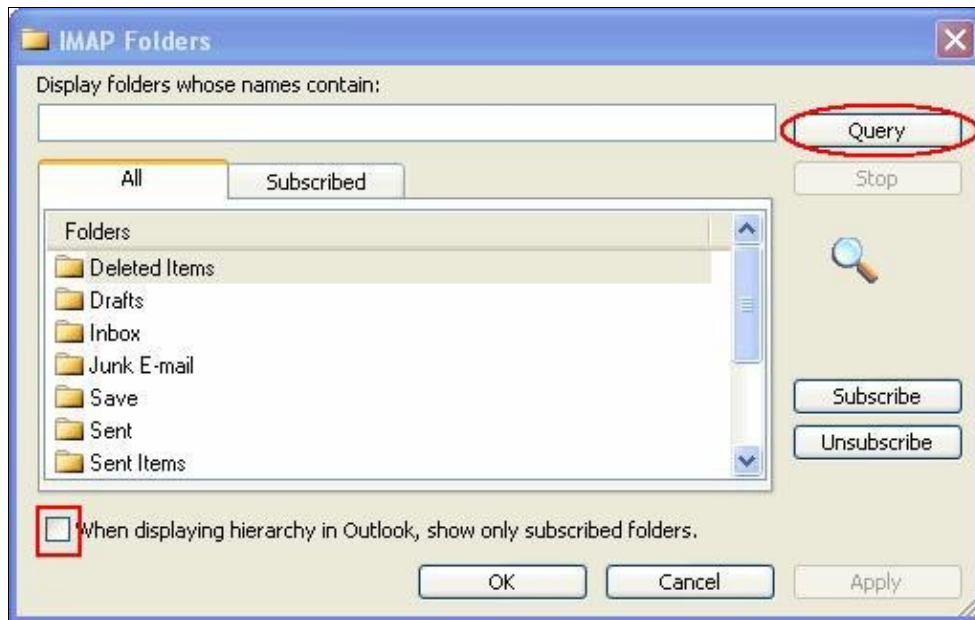 IMAP Folders
Display folders whose names contain:
Query
All
Subscribed
Stop
Folders
Deleted Items
Drafts
Inbox
Junk E-mail
Save
Sent
Sent Items
Subscribe
Unsubscribe
When displaying hierarchy in Outlook, show only subscribed folders.
OK
Cancel
Apply